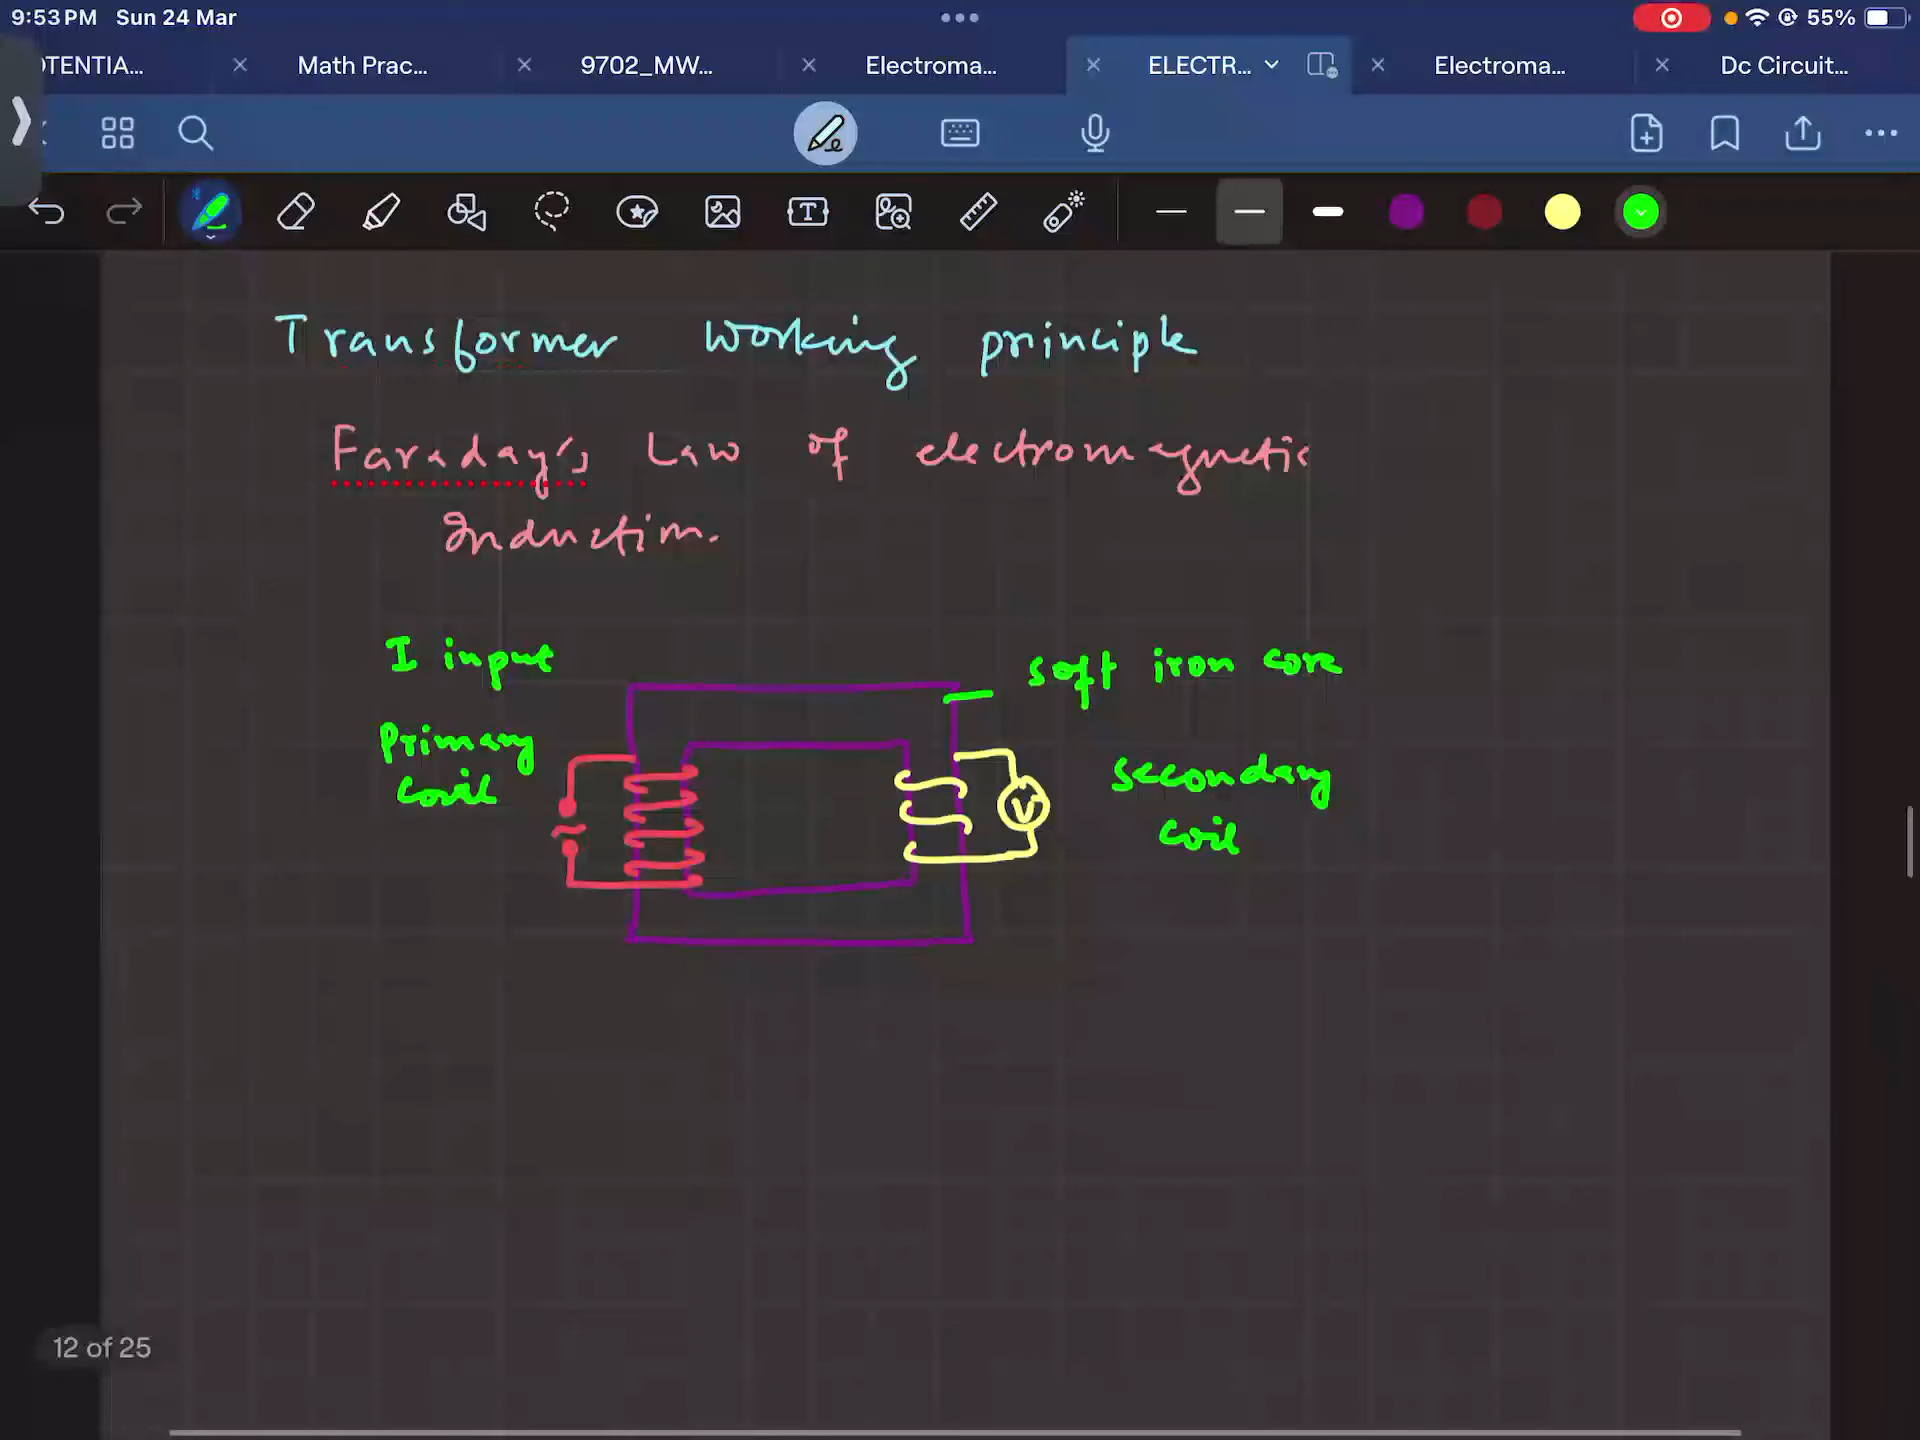 9:53 PM Sun 24 Mar
55%
OTENTIA...
Math Prac...
9702_MW...
Electroma...
ELECTR...
Electroma...
Dc Circuit...
T
Transformer working principle
Faraday's Law of electromagnetic
Induction.
I input
soft iron core
Primary
coil
secondary
coil
V
12 of 25